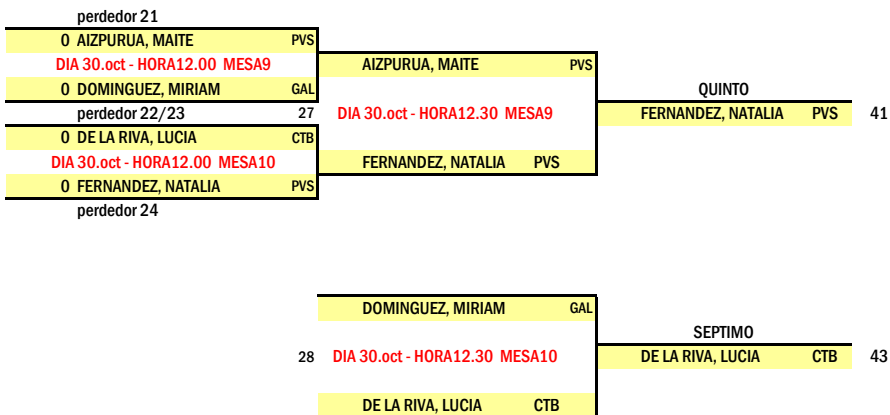 perdedor 21
0 AIZPURUA, MAITE PVS
DIA 30.oct - HORA12.00 MESA9
AIZPURUA, MAITE PVS
0 DOMINGUEZ, MIRIAM GAL
QUINTO
perdedor 22/23 27
DIA 30.oct - HORA12.30 MESA9
FERNANDEZ, NATALIA PVS 41
0 DE LA RIVA, LUCIA CTB
DIA 30.oct - HORA12.00 MESA10
FERNANDEZ, NATALIA PVS
0 FERNANDEZ, NATALIA PVS
perdedor 24
DOMINGUEZ, MIRIAM GAL
SEPTIMO
28 DIA 30.oct - HORA12.30 MESA10
DE LA RIVA, LUCIA CTB 43
DE LA RIVA, LUCIA CTB